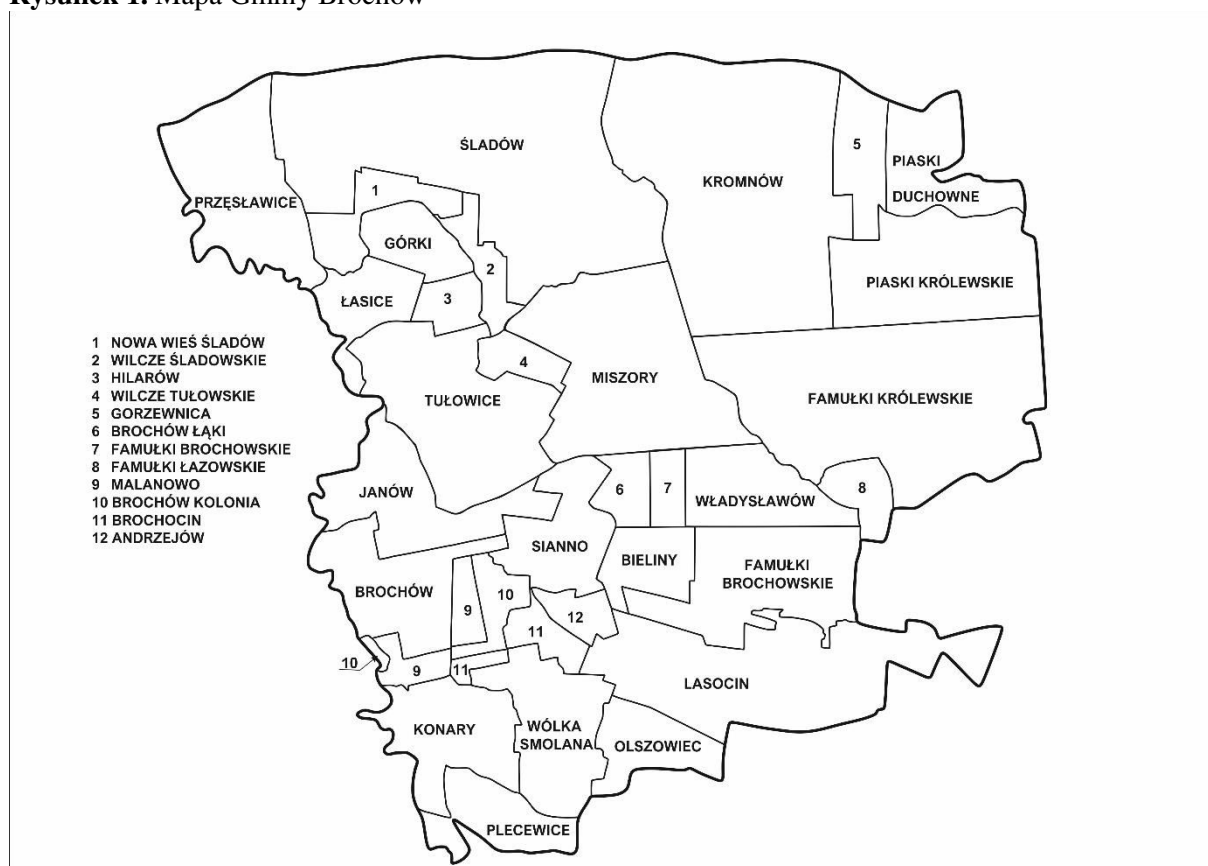 Rysunek 1. Mapa Gminy Brochów
ŚLADÓW
5
PIASKI
KROMNÓW
1
DUCHOWNE
PRZĘSŁAWICE
GÓRKI
2
PIASKI KRÓLEWSKIE
ŁASICE
3
1 NOWA WIEŚ ŚLADÓW
2 WILCZE ŚLADOWSKIE
3 HILARÓW
4 WILCZE TUŁOWSKIE
5 GORZEWNICA
6 BROCHÓW ŁĄKI
7 FAMUŁKI BROCHOWSKIE
8 FAMUŁKI ŁAZOWSKIE
9 MALANOWO
10 BROCHÓW KOLONIA
11 BROCHOCIN
12 ANDRZEJÓW
4
MISZORY
TUŁOWICE
FAMUŁKI KRÓLEWSKIE
JANÓW
6
7
8
WŁADYSŁAWÓW
SIANNO
BIELINY
FAMUŁKI
BROCHOWSKIE
BROCHÓW
10
9
12
11
10
9
11
LASOCIN
KONARY
WÓLKA
SMOLANA
OLSZOWIEC
PLECEWICE